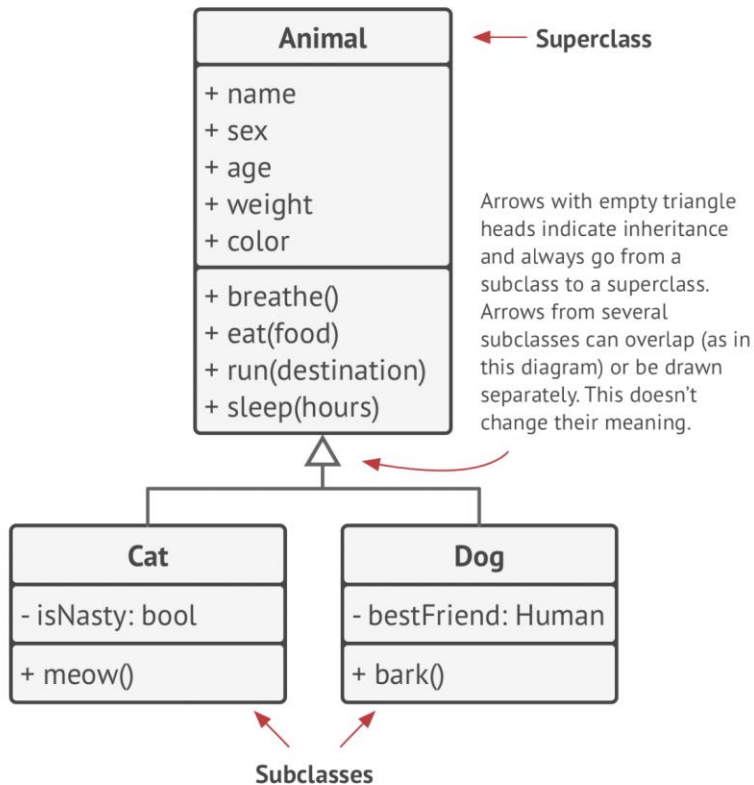 Animal
Superclass
+ name
+ sex
+ age
+ weight
+ color
+ breathe()
+ eat(food)
+ run(destination)
+ sleep(hours)
Arrows with empty triangle
heads indicate inheritance
and always go from a
subclass to a superclass.
Arrows from several
subclasses can overlap (as in
this diagram) or be drawn
separately. This doesn’t
change their meaning.
Cat
- isNasty: bool
+ meow()
Dog
- bestFriend: Human
+ bark()
Subclasses